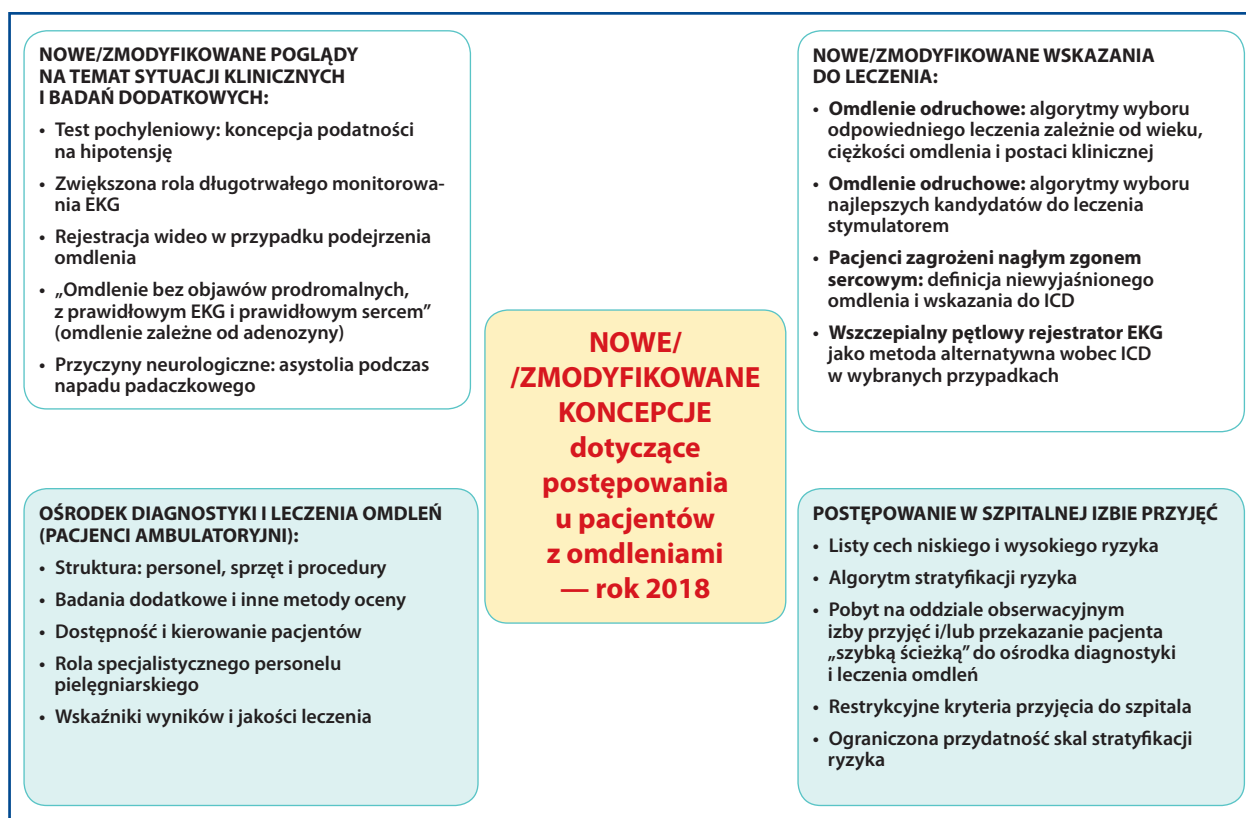 NOWE/ZMODYFIKOWANE POGLĄDY
NA TEMAT SYTUACJI KLINICZNYCH
I BADAŃ DODATKOWYCH:
• Test pochyleniowy: koncepcja podatności
na hipotensję
• Zwiększona rola długotrwałego monitorowa-
nia EKG
• Rejestracja wideo w przypadku podejrzenia
omdlenia
• „Omdlenie bez objawów prodromalnych,
z prawidłowym EKG i prawidłowym sercem”
(omdlenie zależne od adenozyny)
• Przyczyny neurologiczne: asystolia podczas
napadu padaczkowego
NOWE/ZMODYFIKOWANE WSKAZANIA
DO LECZENIA:
• Omdlenie odruchowe: algorytmy wyboru
odpowiedniego leczenia zależnie od wieku,
ciężkości omdlenia i postaci klinicznej
• Omdlenie odruchowe: algorytmy wyboru
najlepszych kandydatów do leczenia
stymulatorem
• Pacjenci zagrożeni nagłym zgonem
sercowym: definicja niewyjaśnionego
omdlenia i wskazania do ICD
• Wszczepialny pętlowy rejestrator EKG
jako metoda alternatywna wobec ICD
w wybranych przypadkach
NOWE/
/ZMODYFIKOWANE
KONCEPCJE
dotyczące
postępowania
u pacjentów
z omdleniami
— rok 2018
OŚRODEK DIAGNOSTYKI I LECZENIA OMDLEŃ
(PACJENCI AMBULATORYJNI):
• Struktura: personel, sprzęt i procedury
• Badania dodatkowe i inne metody oceny
• Dostępność i kierowanie pacjentów
• Rola specjalistycznego personelu
pielęgniarskiego
• Wskaźniki wyników i jakości leczenia
POSTĘPOWANIE W SZPITALNEJ IZBIE PRZYJĘĆ
• Listy cech niskiego i wysokiego ryzyka
• Algorytm stratyfikacji ryzyka
• Pobyt na oddziale obserwacyjnym
izby przyjęć i/lub przekazanie pacjenta
„szybką ścieżką” do ośrodka diagnostyki
i leczenia omdleń
• Restrykcyjne kryteria przyjęcia do szpitala
• Ograniczona przydatność skal stratyfikacji
ryzyka